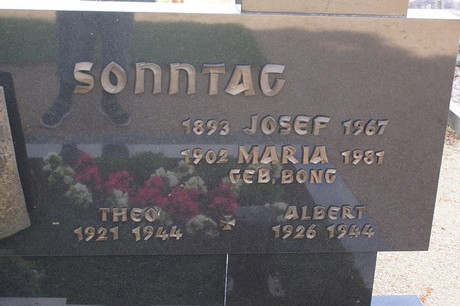 SONNTAG
1893 JOSEF 1967
1902 MARIA 1981
GEB. BONG
THEO ALBERT
1921 1944 1926 1944